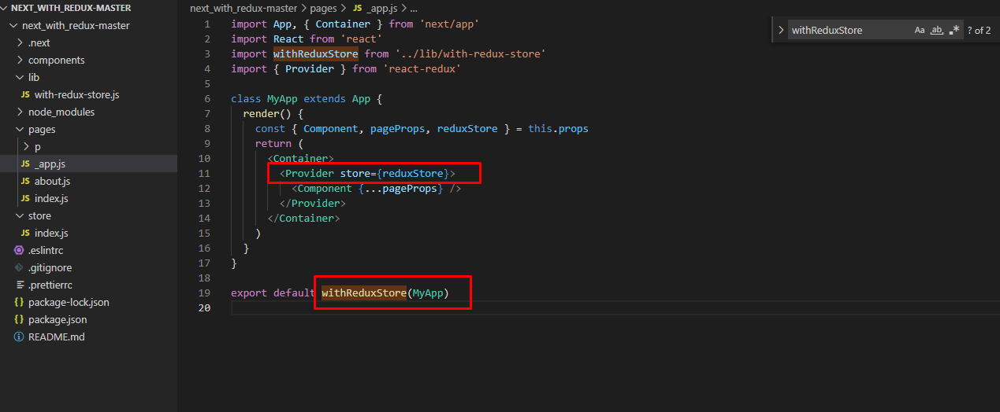 NEXT_WITH_REDUX-MASTER
next_with_redux-master
.next
components
lib
JS with-redux-store.js
node_modules
pages
p
JS _app.js
JS about.js
JS index.js
store
JS index.js
.eslintrc
.gitignore
.prettierrc
{} package-lock.json
{} package.json
README.md
next_with_redux-master > pages > JS _app.js > ...
withReduxStore Aa ab .* ? of 2
1 import App, { Container } from 'next/app'
2 import React from 'react'
3 import withReduxStore from '../lib/with-redux-store'
4 import { Provider } from 'react-redux'
5
6 class MyApp extends App {
7 render() {
8 const { Component, pageProps, reduxStore } = this.props
9 return (
10 <Container>
11 <Provider store={reduxStore}>
12 <Component {...pageProps} />
13 </Provider>
14 </Container>
15 )
16 }
17 }
18
19 export default withReduxStore(MyApp)
20